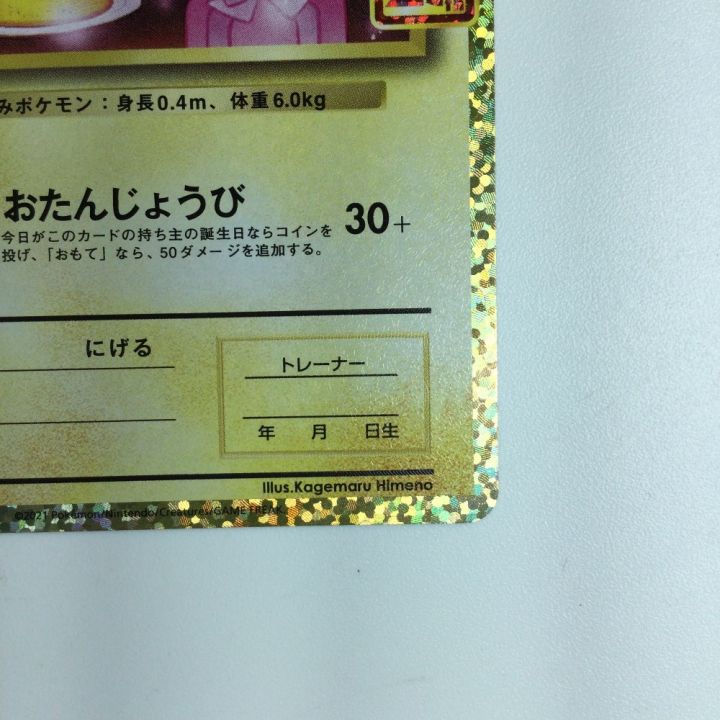 みポケモン：身長0.4m、体重6.0kg
おたんじょうび 30+
今日がこのカードの持ち主の誕生日ならコインを
投げ、「おもて」なら、50ダメージを追加する。
にげる
トレーナー
年 月 日生
Illus.Kagemaru Himeno
©2021 Pokémon/Nintendo/Creatures/GAME FREAK.